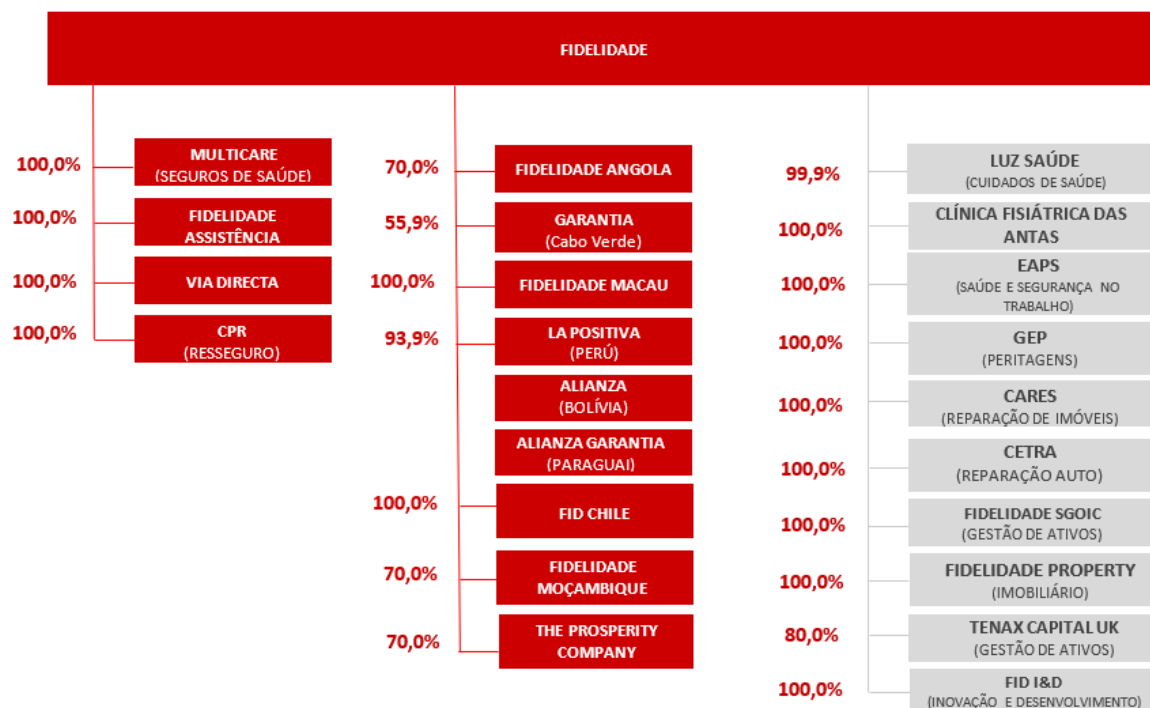 FIDELIDADE
100,0%
MULTICARE
(SEGUROS DE SAÚDE)
100,0%
FIDELIDADE
ASSISTÊNCIA
100,0%
VIA DIRECTA
100,0%
CPR
(RESSEGURO)
70,0%
FIDELIDADE ANGOLA
55,9%
GARANTIA
(Cabo Verde)
100,0%
FIDELIDADE MACAU
93,9%
LA POSITIVA
(PERÚ)
ALIANZA
(BOLÍVIA)
ALIANZA GARANTIA
(PARAGUAI)
100,0%
FID CHILE
70,0%
FIDELIDADE
MOÇAMBIQUE
70,0%
THE PROSPERITY
COMPANY
99,9%
LUZ SAÚDE
(CUIDADOS DE SAÚDE)
100,0%
CLÍNICA FISIÁTRICA DAS
ANTAS
100,0%
EAPS
(SAÚDE E SEGURANÇA NO
TRABALHO)
100,0%
GEP
(PERITAGENS)
100,0%
CARES
(REPARAÇÃO DE IMÓVEIS)
100,0%
CETRA
(REPARAÇÃO AUTO)
100,0%
FIDELIDADE SGOIC
(GESTÃO DE ATIVOS)
100,0%
FIDELIDADE PROPERTY
(IMOBILIÁRIO)
80,0%
TENAX CAPITAL UK
(GESTÃO DE ATIVOS)
100,0%
FID I&D
(INOVAÇÃO E DESENVOLVIMENTO)